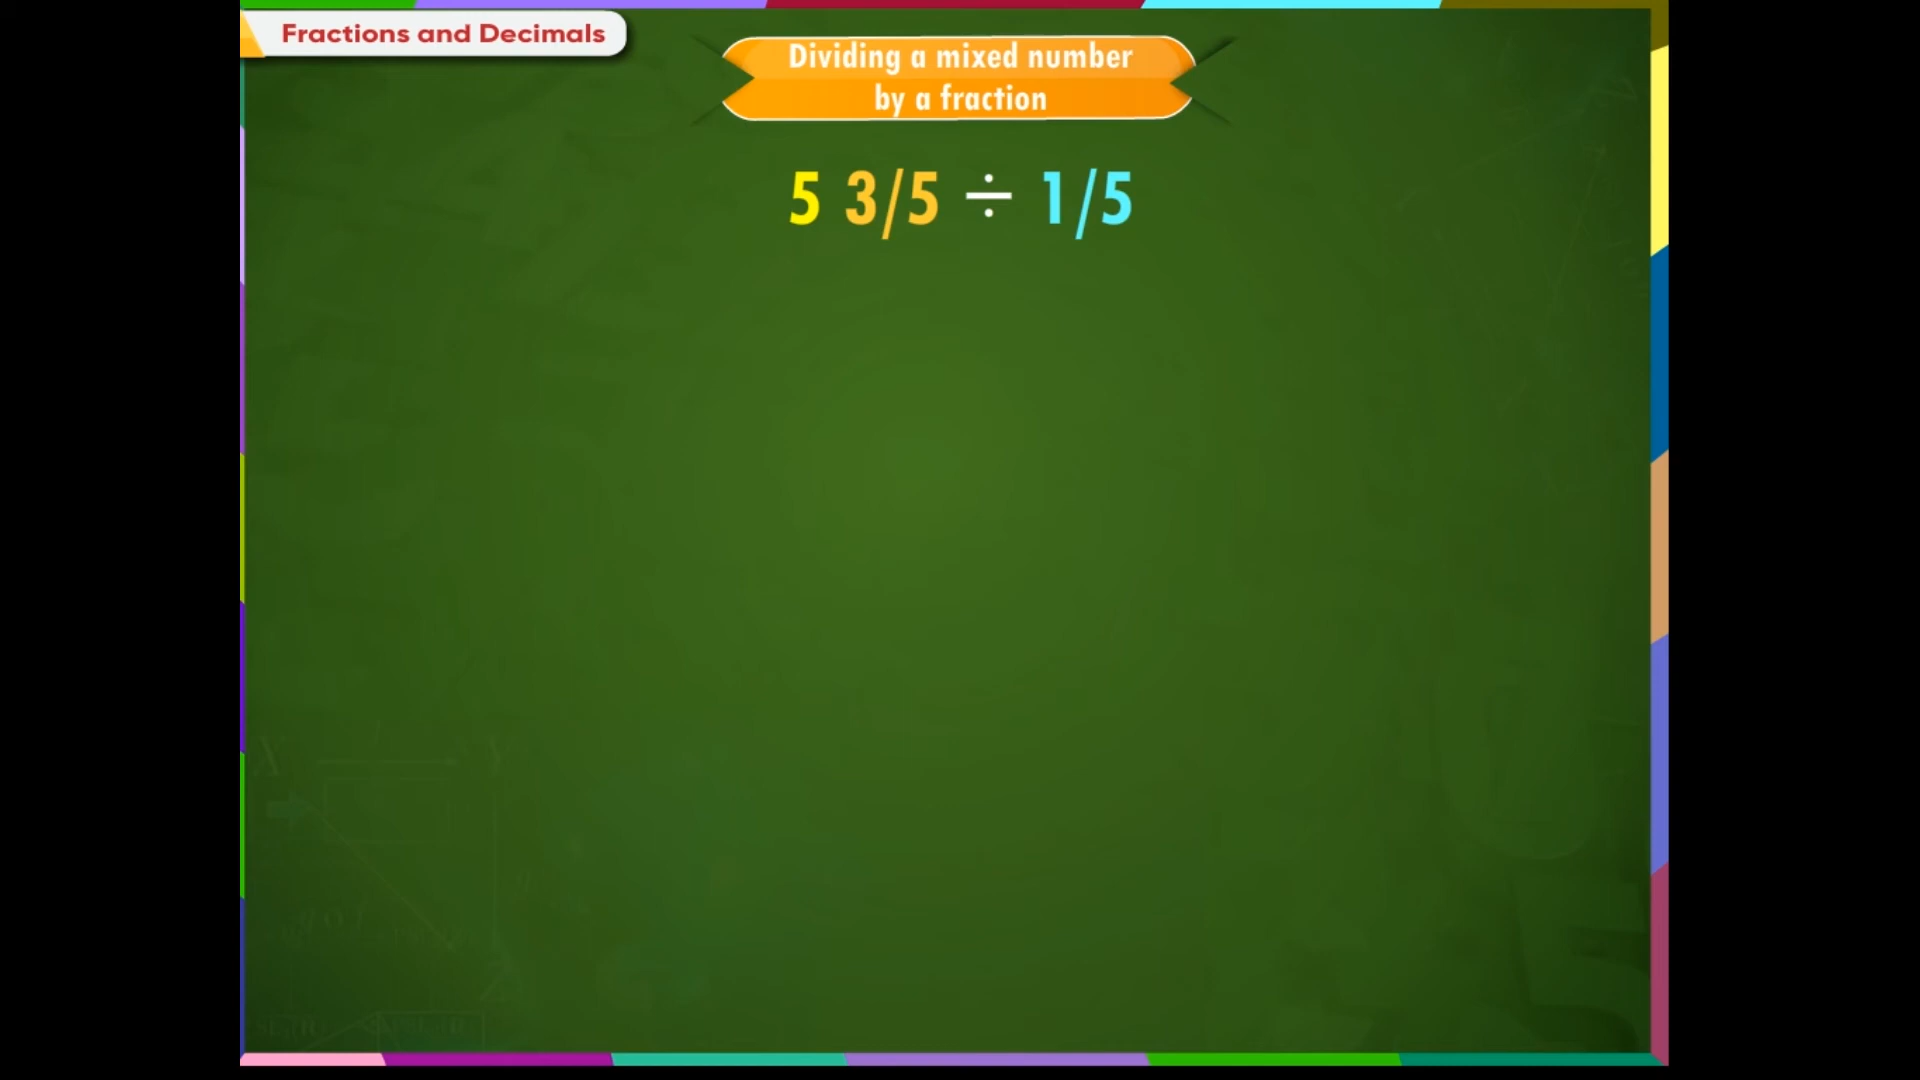 Fractions and Decimals
Dividing a mixed number
by a fraction
5 3/5 ÷ 1/5